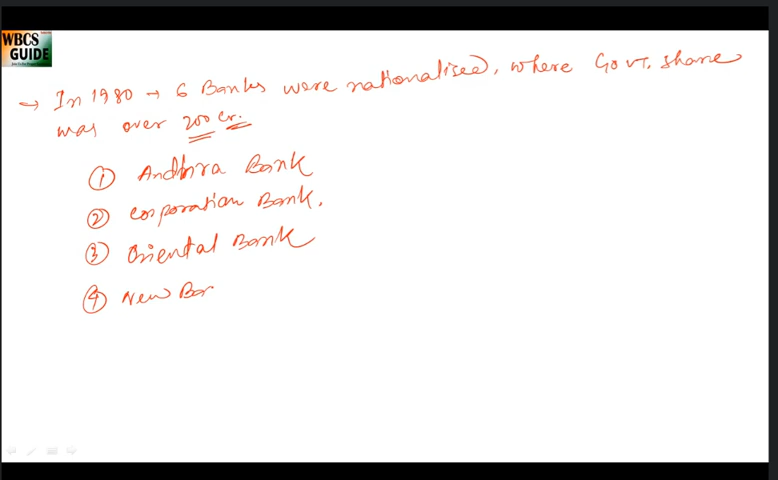 WBCS
GUIDE
→ In 1980 → 6 Banks were nationalised, where Govt. share
was over 200 Cr.
① Andhra Bank
② Corporation Bank.
③ Oriental Bank
④ New Ban